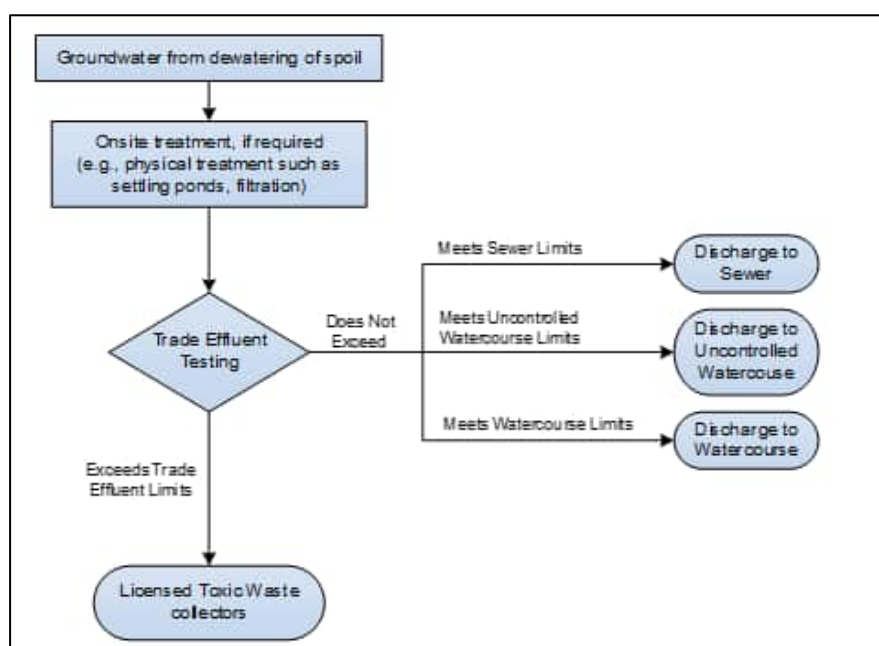 Groundwater from dewatering of spoil
Onsite treatment, if required
(e.g., physical treatment such as
settling ponds, filtration)
Meets Sewer Limits
Discharge to
Sewer
Trade Effluent
Testing
Does Not
Exceed
Meets Uncontrolled
Watercourse Limits
Discharge to
Uncontrolled
Watercouse
Meets Watercourse Limits
Discharge to
Watercourse
Exceeds Trade
Effluent Limits
Licensed Toxic Waste
collectors